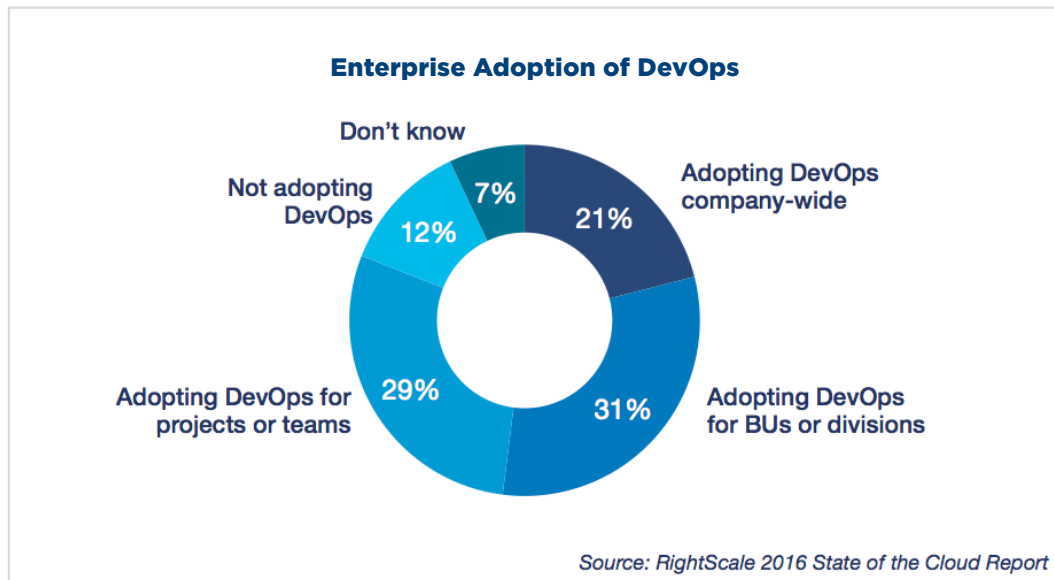 Enterprise Adoption of DevOps
Don’t know
7%
Adopting DevOps
company-wide
21%
Not adopting
DevOps
12%
Adopting DevOps for
projects or teams
29%
Adopting DevOps
for BUs or divisions
31%
Source: RightScale 2016 State of the Cloud Report